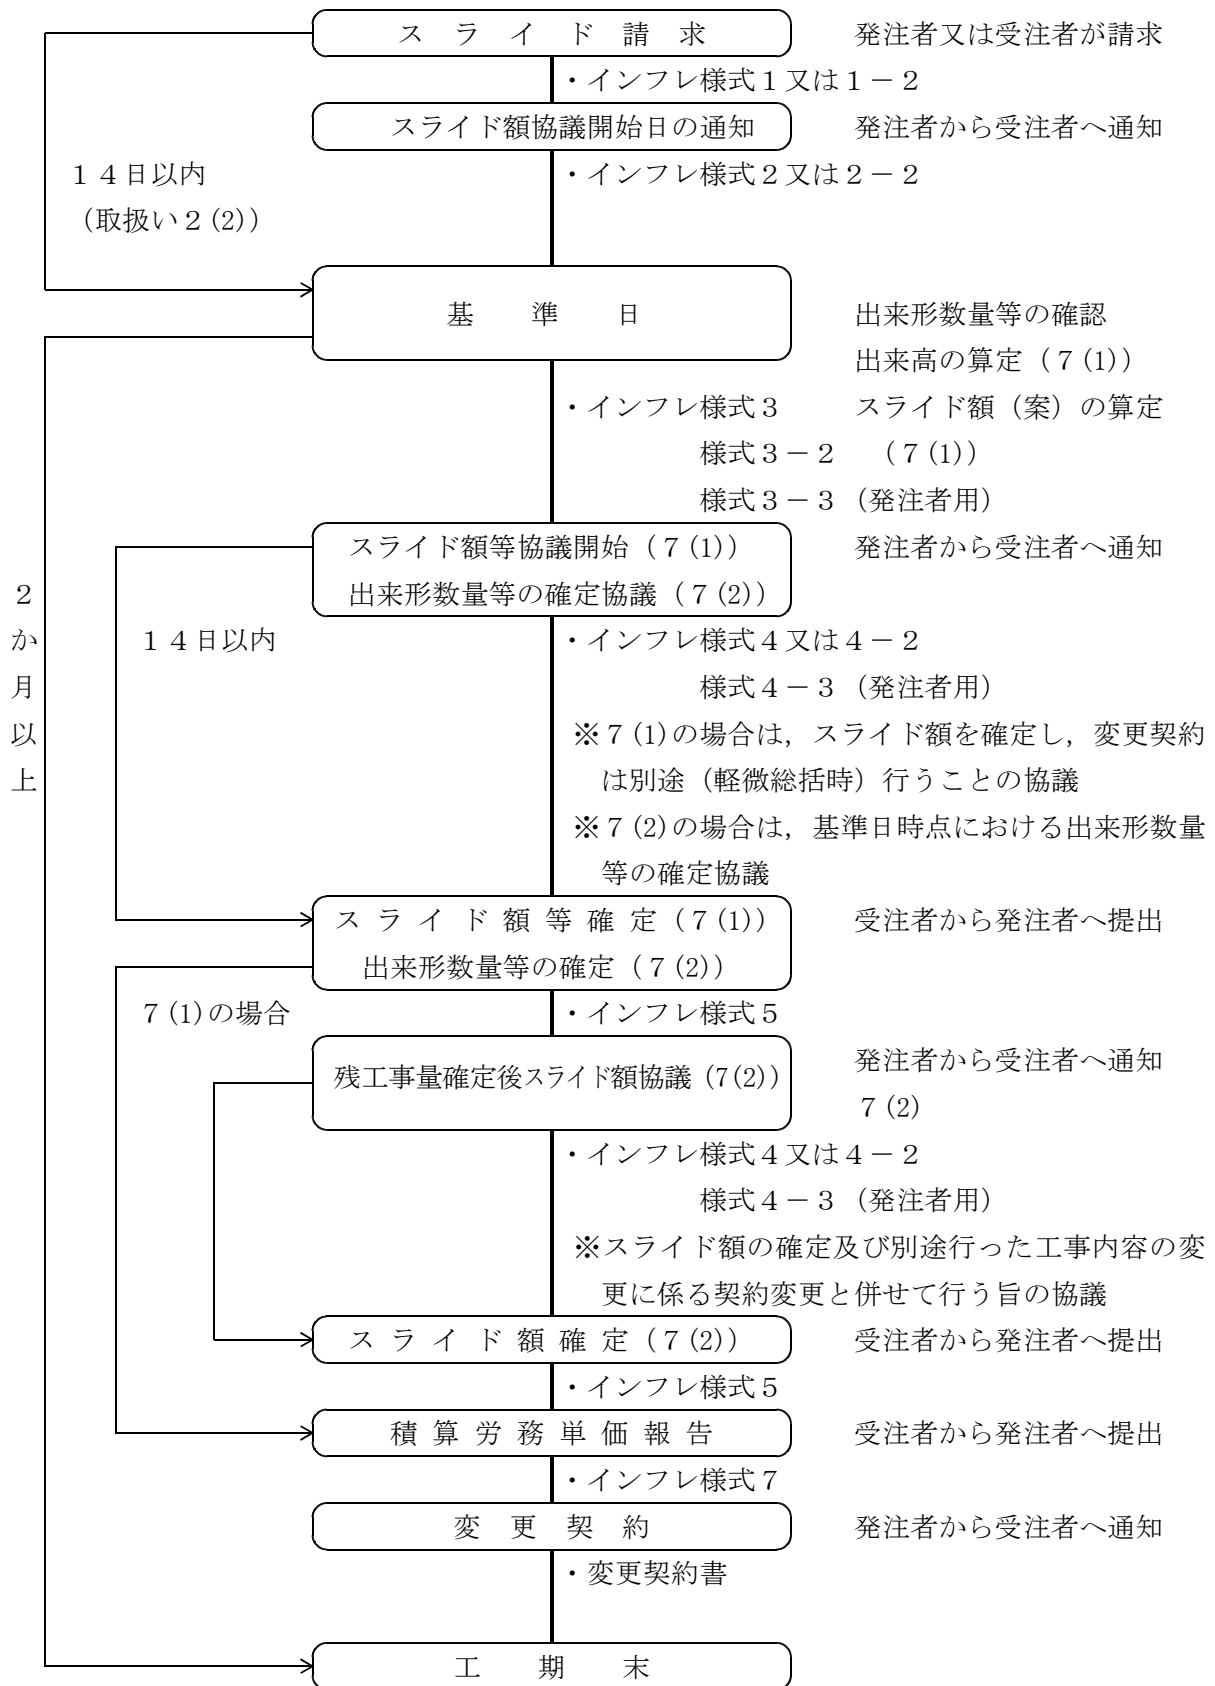 スライド請求 発注者又は受注者が請求
・インフレ様式１又は１－２
スライド額協議開始日の通知 発注者から受注者へ通知
１４日以内 ・インフレ様式２又は２－２
（取扱い２(2)）
基準日 出来形数量等の確認
出来高の算定（７(1)）
・インフレ様式３ スライド額（案）の算定
様式３－２ （７(1)）
様式３－３（発注者用）
スライド額等協議開始（７(1)） 発注者から受注者へ通知
出来形数量等の確定協議（７(2)）
２か月以上
１４日以内 ・インフレ様式４又は４－２
様式４－３（発注者用）
※７(1)の場合は，スライド額を確定し，変更契約
は別途（軽微総括時）行うことの協議
※７(2)の場合は，基準日時点における出来形数量
等の確定協議
スライド額等確定（７(1)） 受注者から発注者へ提出
出来形数量等の確定（７(2)）
７(1)の場合 ・インフレ様式５
残工事量確定後スライド額協議（7(2)） 発注者から受注者へ通知
７(2)
・インフレ様式４又は４－２
様式４－３（発注者用）
※スライド額の確定及び別途行った工事内容の変
更に係る契約変更と併せて行う旨の協議
スライド額確定（７(2)） 受注者から発注者へ提出
・インフレ様式５
積算労務単価報告 受注者から発注者へ提出
・インフレ様式７
変更契約 発注者から受注者へ通知
・変更契約書
工期末